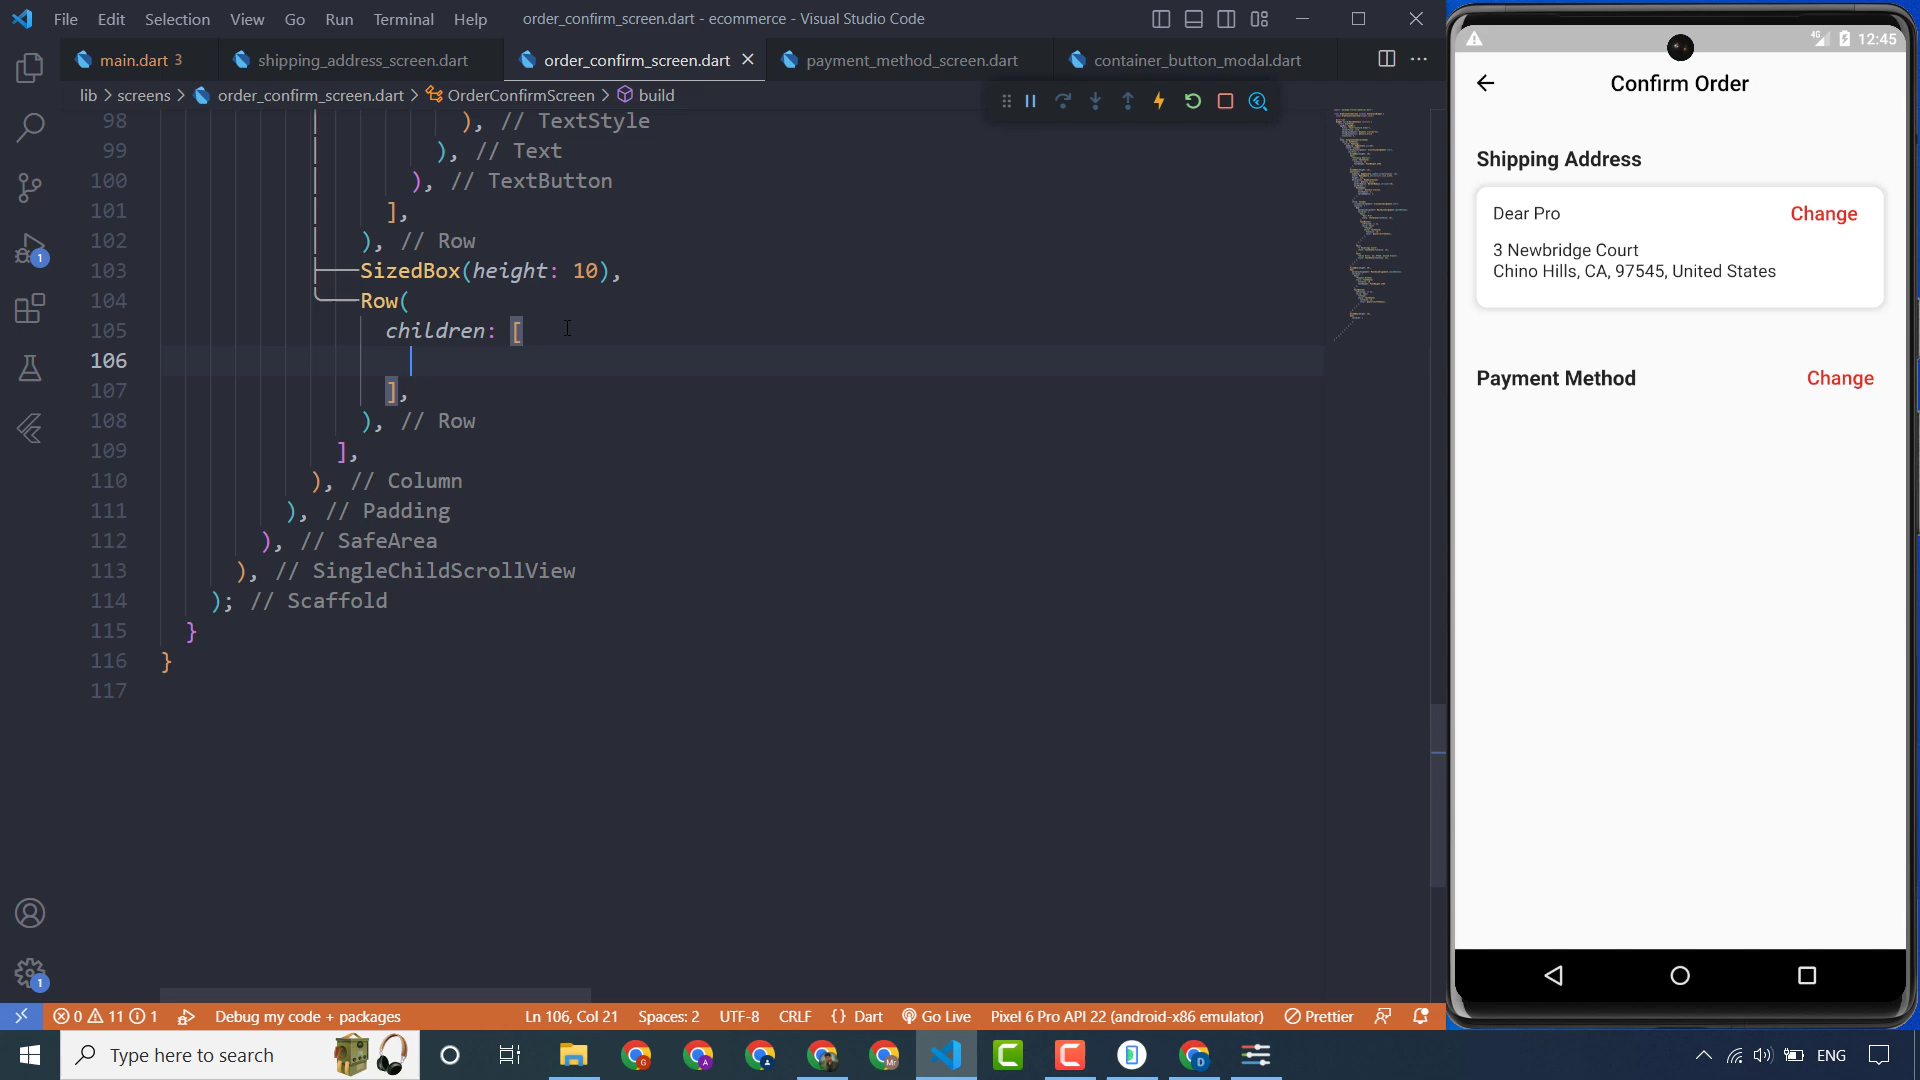 File Edit Selection View Go Run Terminal Help order_confirm_screen.dart - ecommerce - Visual Studio Code
main.dart 3 shipping_address_screen.dart order_confirm_screen.dart payment_method_screen.dart container_button_modal.dart
lib > screens > order_confirm_screen.dart > OrderConfirmScreen > build
98 ), // TextStyle
99 ), // Text
100 ), // TextButton
101 ],
102 ), // Row
103 SizedBox(height: 10),
104 Row(
105 children: [
106
107 ],
108 ), // Row
109 ],
110 ), // Column
111 ), // Padding
112 ), // SafeArea
113 ), // SingleChildScrollView
114 ); // Scaffold
115 }
116 }
117
1
1
0 11 1 Debug my code + packages Ln 106, Col 21 Spaces: 2 UTF-8 CRLF {} Dart Go Live Pixel 6 Pro API 22 (android-x86 emulator) Prettier
Type here to search
ENG
4G 12:45
Confirm Order
Shipping Address
Dear Pro Change
3 Newbridge Court
Chino Hills, CA, 97545, United States
Payment Method Change